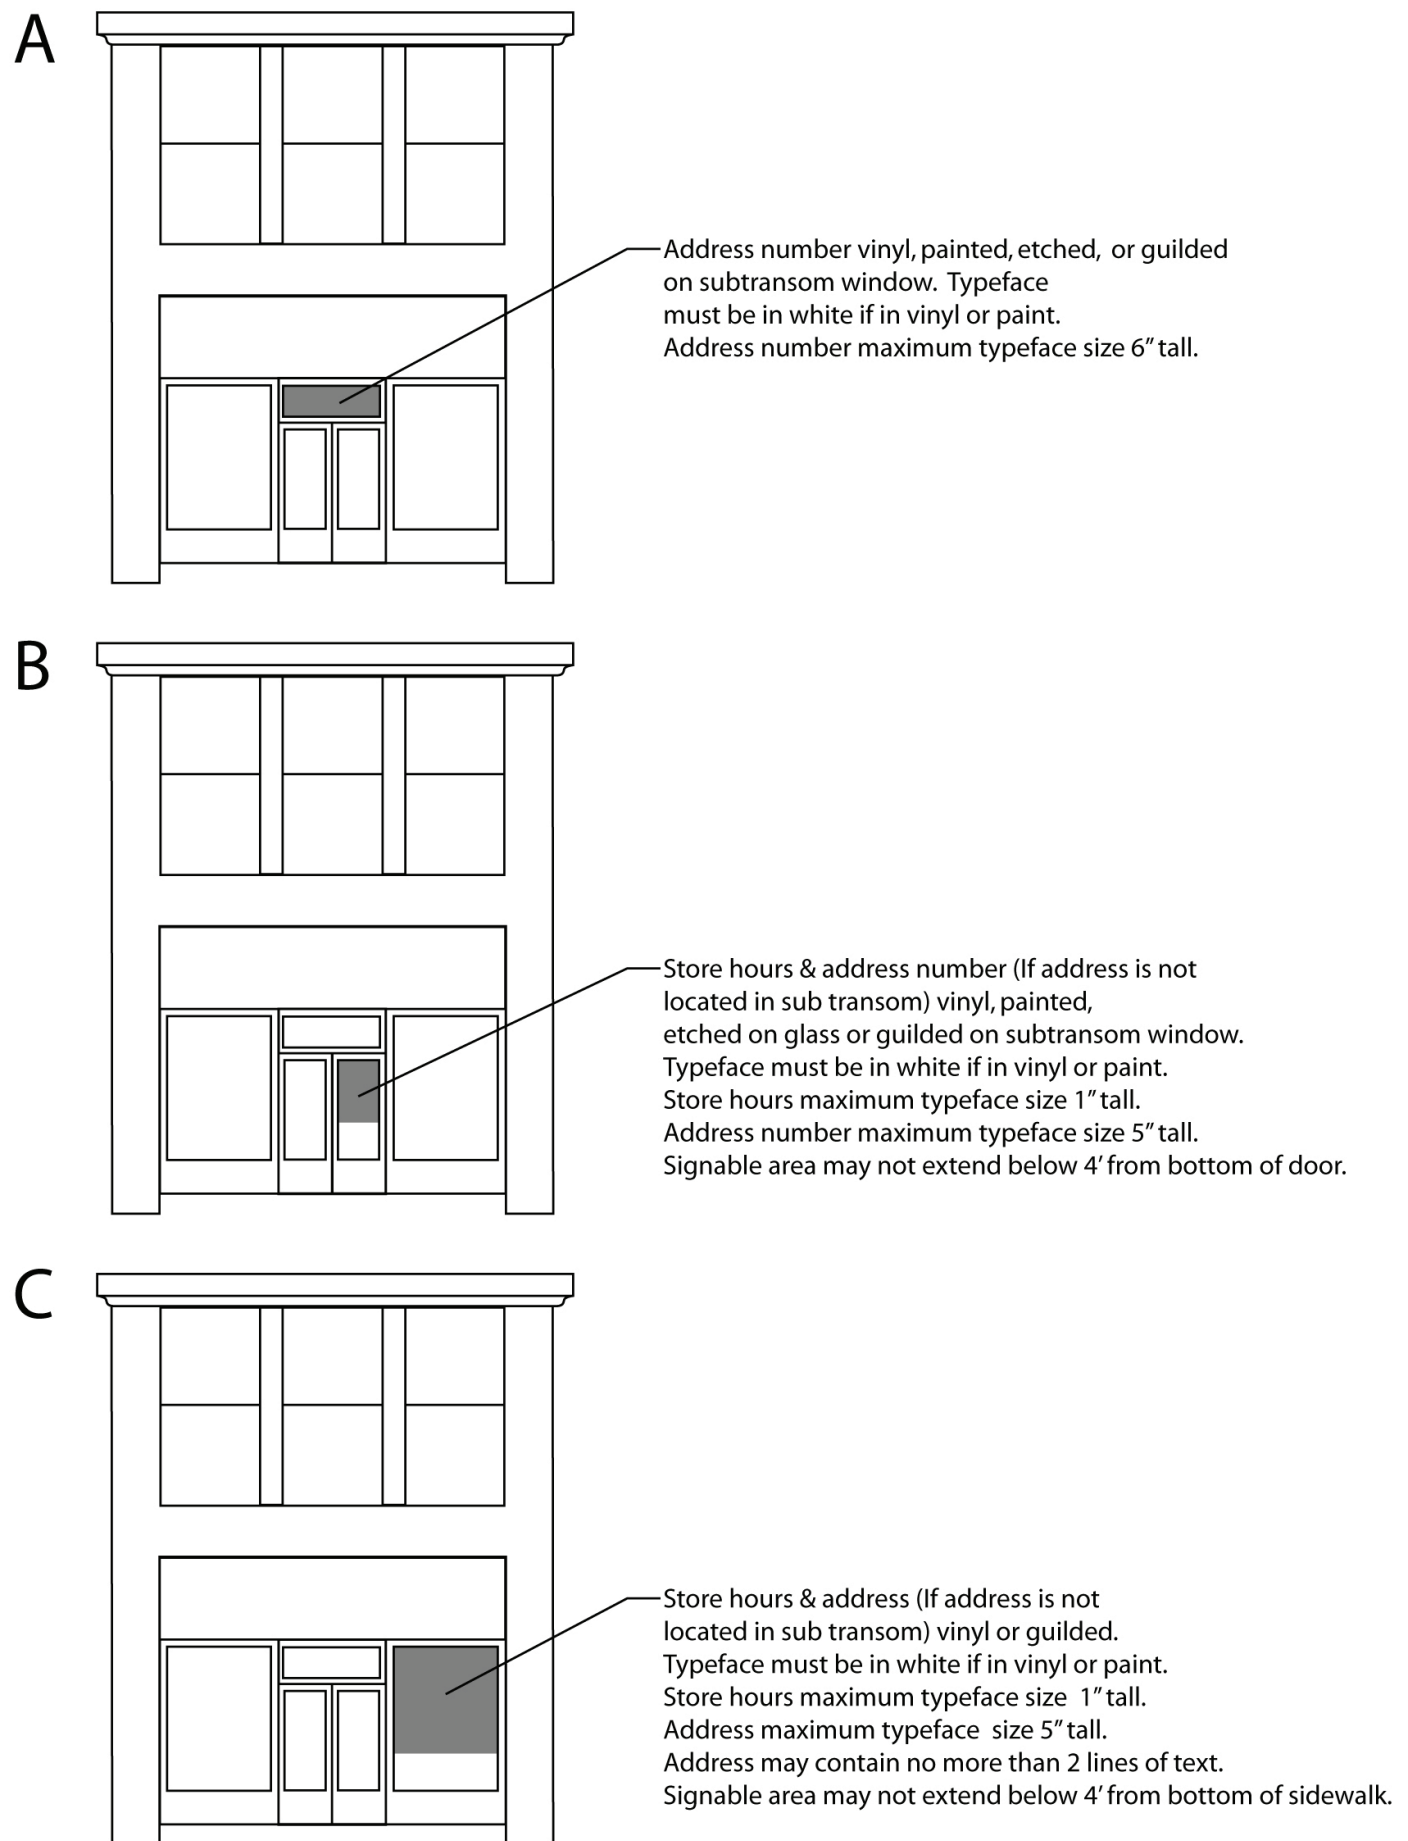 A
Address number vinyl, painted, etched, or guilded
on subtransom window. Typeface
must be in white if in vinyl or paint.
Address number maximum typeface size 6” tall.
B
Store hours & address number (If address is not
located in sub transom) vinyl, painted,
etched on glass or guilded on subtransom window.
Typeface must be in white if in vinyl or paint.
Store hours maximum typeface size 1” tall.
Address number maximum typeface size 5” tall.
Signable area may not extend below 4’ from bottom of door.
C
Store hours & address (If address is not
located in sub transom) vinyl or guilded.
Typeface must be in white if in vinyl or paint.
Store hours maximum typeface size 1” tall.
Address maximum typeface size 5” tall.
Address may contain no more than 2 lines of text.
Signable area may not extend below 4’ from bottom of sidewalk.